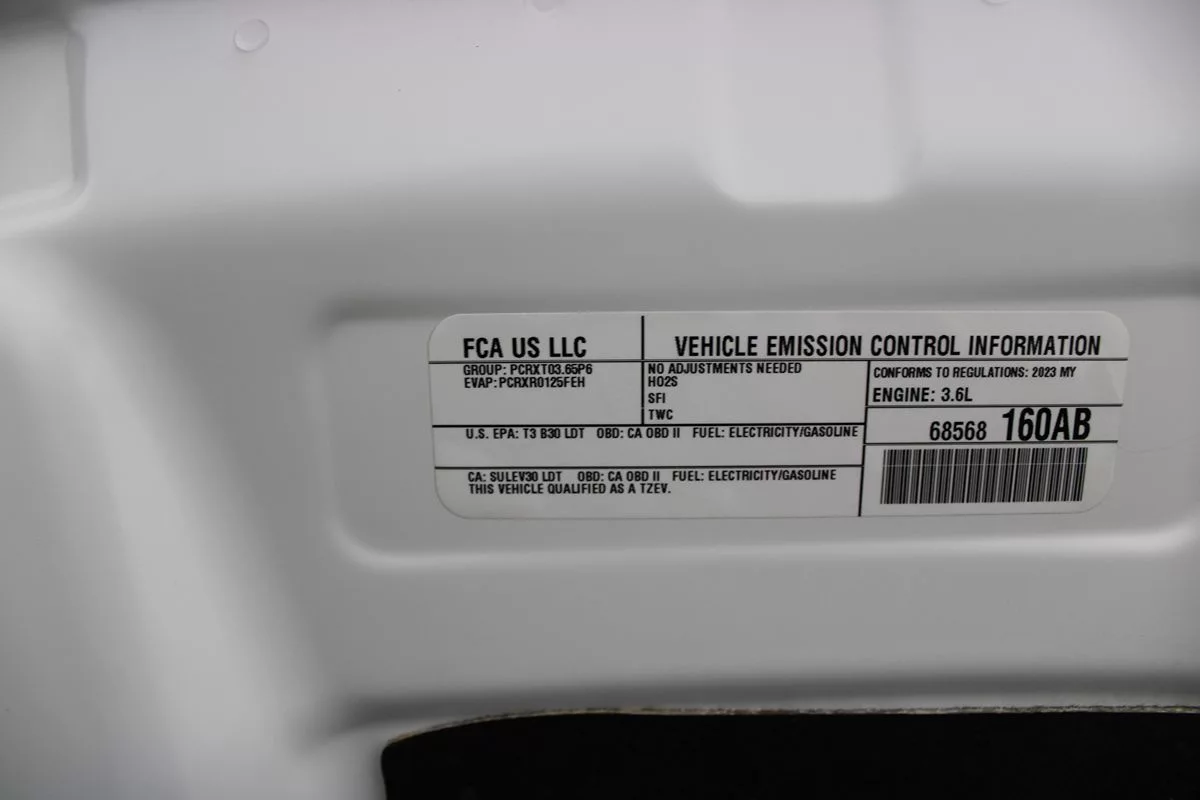 FCA US LLC
VEHICLE EMISSION CONTROL INFORMATION
GROUP: PCRXT03.65P6
EVAP: PCRXR0125FEH
NO ADJUSTMENTS NEEDED
HO2S
SFI
TWC
CONFORMS TO REGULATIONS: 2023 MY
ENGINE: 3.6L
68568 160AB
U.S. EPA: T3 B30 LDT OBD: CA OBD II FUEL: ELECTRICITY/GASOLINE
CA: SULEV30 LDT OBD: CA OBD II FUEL: ELECTRICITY/GASOLINE
THIS VEHICLE QUALIFIED AS A TZEV.